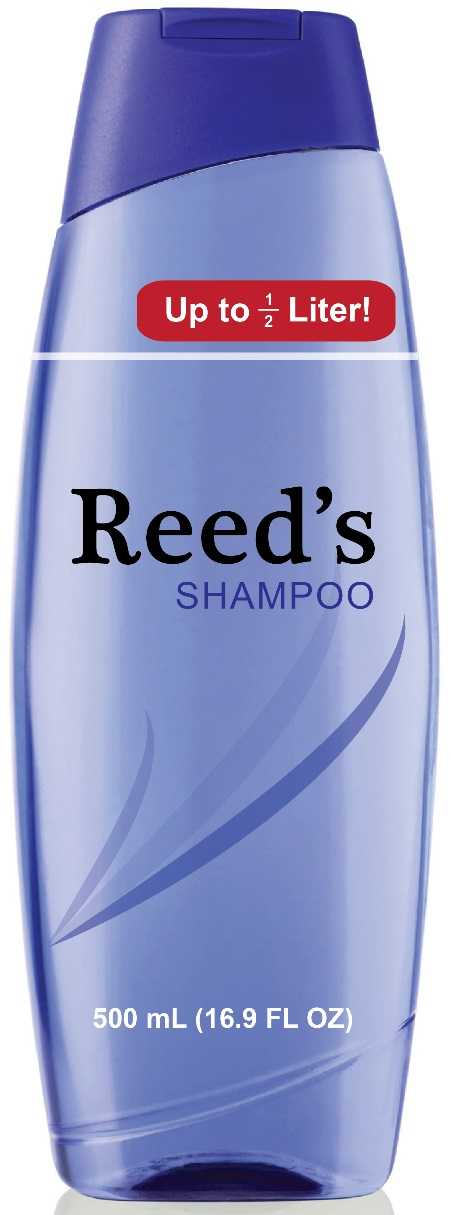 Up to 1/2 Liter!
Reed’s
SHAMPOO
500 mL (16.9 FL OZ)